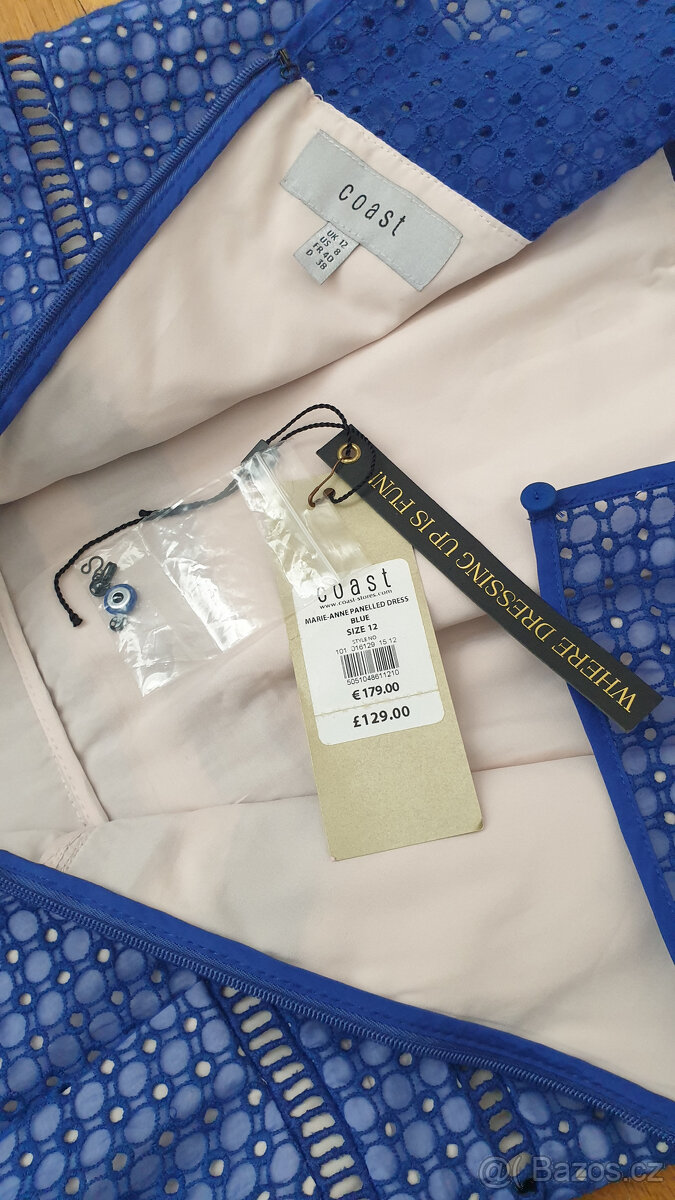 coast
UK 12
US 8
FR 40
D 38
WHERE DRESSING UP IS FUN!
coast
www.coast-stores.com
MARIE-ANNE PANELLED DRESS
BLUE
SIZE 12
STYLE NO
101 016129 15 12
5051048611210
€ 179.00
£129.00
@( Bazos.cz